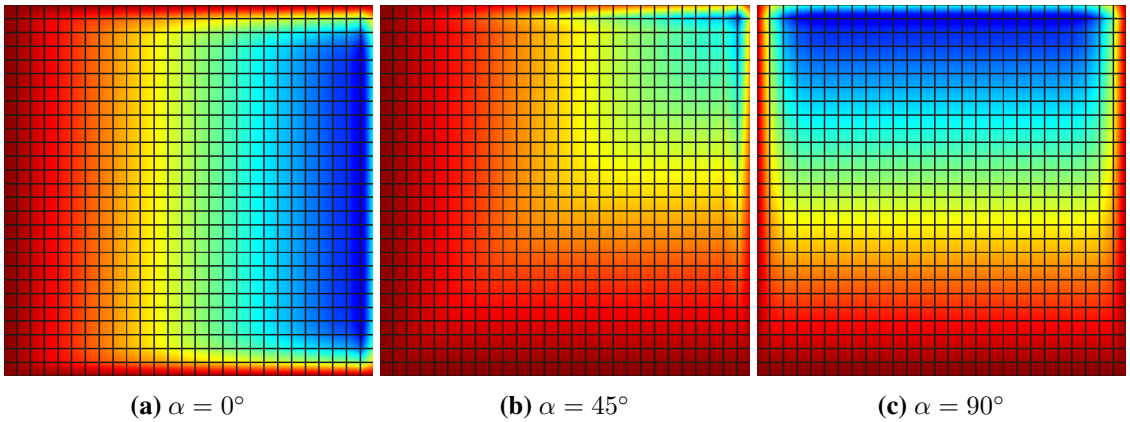 (a) α = 0°
(b) α = 45°
(c) α = 90°